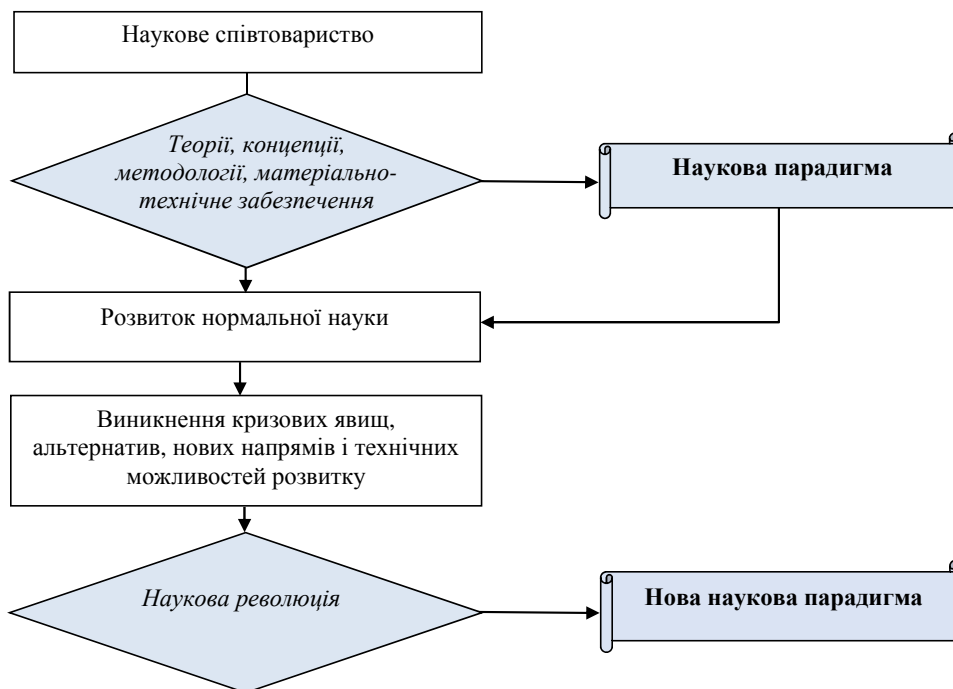 Наукове співтовариство
Теорії, концепції,
методології, матеріально-
технічне забезпечення
Наукова парадигма
Розвиток нормальної науки
Виникнення кризових явищ,
альтернатив, нових напрямів і технічних
можливостей розвитку
Наукова революція
Нова наукова парадигма